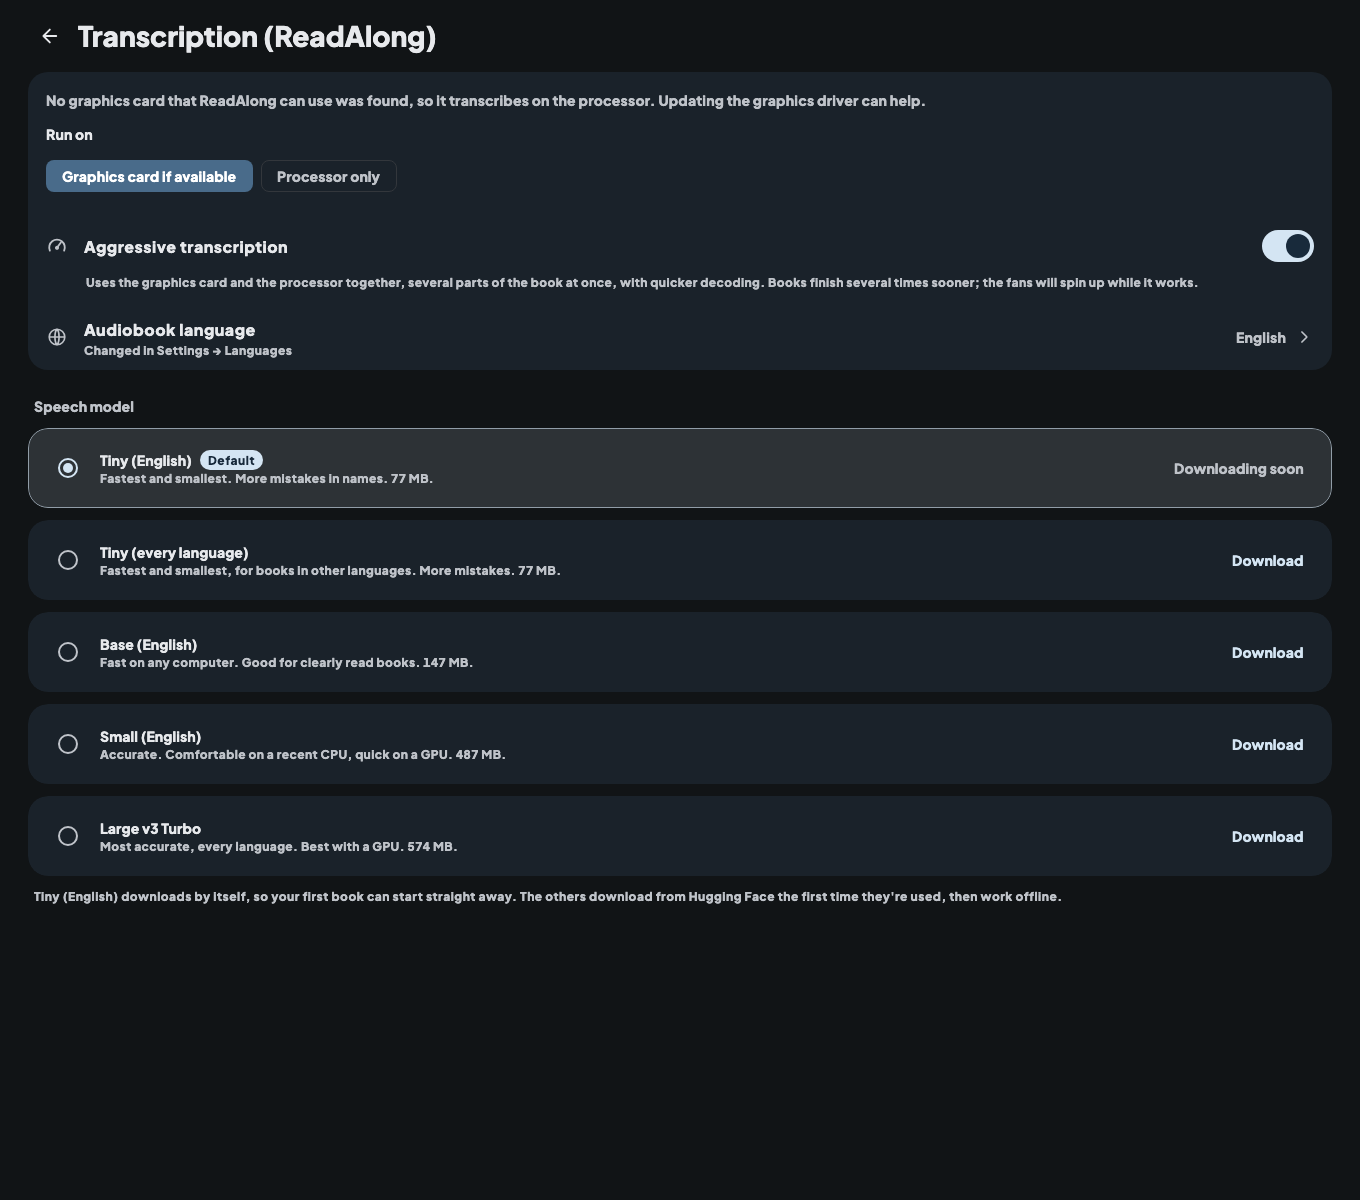 Transcription (ReadAlong)
No graphics card that ReadAlong can use was found, so it transcribes on the processor. Updating the graphics driver can help.
Run on
Graphics card if available
Processor only
Aggressive transcription
Uses the graphics card and the processor together, several parts of the book at once, with quicker decoding. Books finish several times sooner; the fans will spin up while it works.
Audiobook language
Changed in Settings → Languages
English
Speech model
Tiny (English) Default
Fastest and smallest. More mistakes in names. 77 MB.
Downloading soon
Tiny (every language)
Fastest and smallest, for books in other languages. More mistakes. 77 MB.
Download
Base (English)
Fast on any computer. Good for clearly read books. 147 MB.
Download
Small (English)
Accurate. Comfortable on a recent CPU, quick on a GPU. 487 MB.
Download
Large v3 Turbo
Most accurate, every language. Best with a GPU. 574 MB.
Download
Tiny (English) downloads by itself, so your first book can start straight away. The others download from Hugging Face the first time they're used, then work offline.